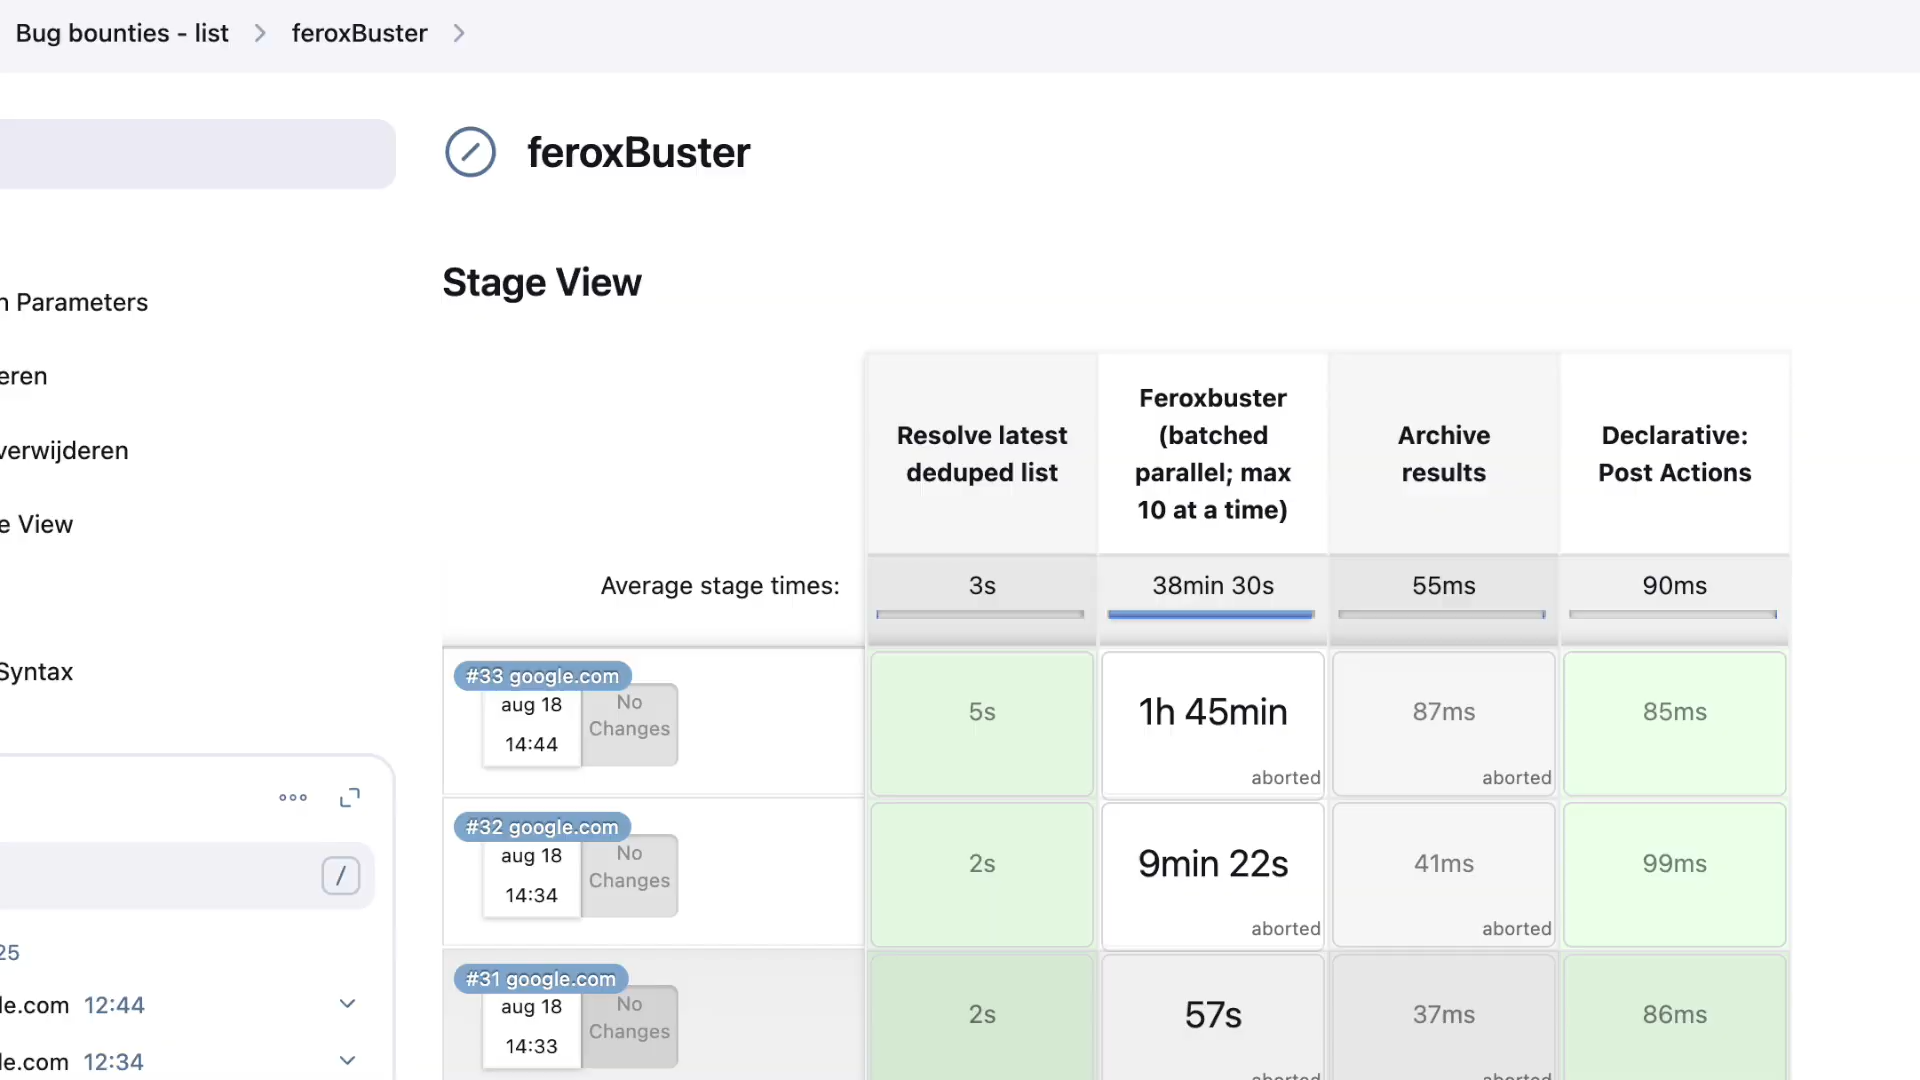 Bug bounties - list > feroxBuster >
feroxBuster
Stage View
Parameters
eren
verwijderen
e View
Syntax
/
25
le.com 12:44
le.com 12:34
Resolve latest
deduped list
Feroxbuster
(batched
parallel; max
10 at a time)
Archive
results
Declarative:
Post Actions
Average stage times:
3s
38min 30s
55ms
90ms
#33 google.com
aug 18
14:44
No
Changes
5s
1h 45min
aborted
87ms
aborted
85ms
#32 google.com
aug 18
14:34
No
Changes
2s
9min 22s
aborted
41ms
aborted
99ms
#31 google.com
aug 18
14:33
No
Changes
2s
57s
aborted
37ms
aborted
86ms